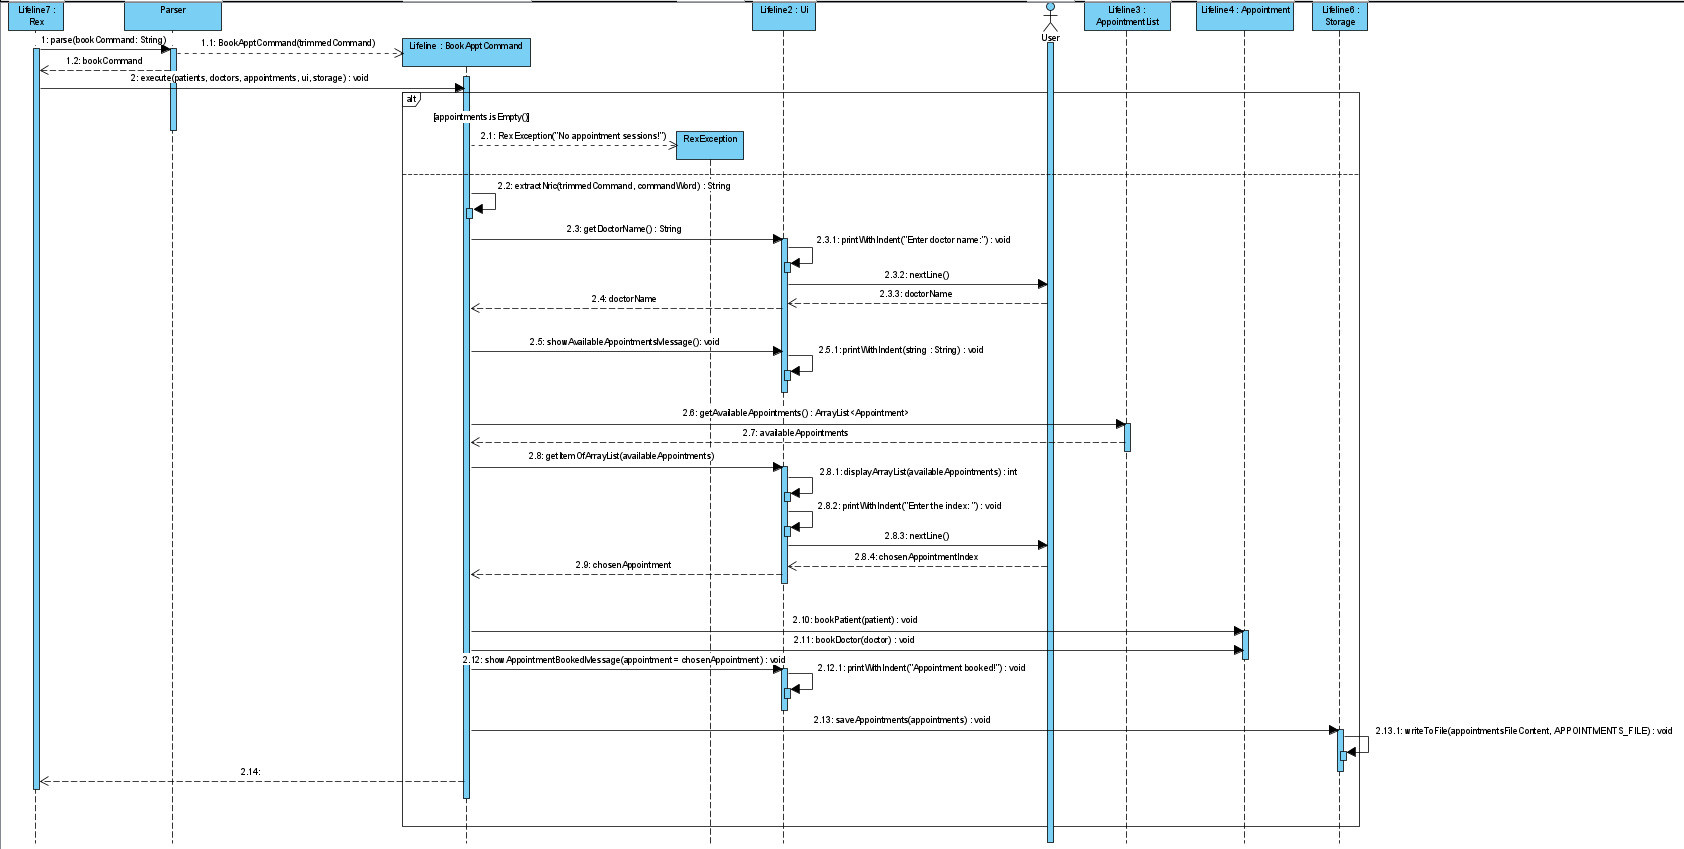 Lifeline7 :
Rex
Parser
Lifeline2 : Ui
User
Lifeline3 :
AppointmentList
Lifeline4 : Appointment
Lifeline6 :
Storage
1: parse(bookCommand: String)
1.1: BookApptCommand(trimmedCommand)
Lifeline : BookApptCommand
1.2: bookCommand
2: execute(patients, doctors, appointments, ui, storage) : void
alt
[appointments.isEmpty()]
2.1: RexException("No appointment sessions!")
RexException
2.2: extractNric(trimmedCommand, commandWord) : String
2.3: getDoctorName() : String
2.3.1: printWithIndent("Enter doctor name:") : void
2.3.2: nextLine()
2.3.3: doctorName
2.4: doctorName
2.5: showAvailableAppointmentsMessage(): void
2.5.1: printWithIndent(string : String) : void
2.6: getAvailableAppointments() : ArrayList<Appointment>
2.7: availableAppointments
2.8: getItemOfArrayList(availableAppointments)
2.8.1: displayArrayList(availableAppointments) : int
2.8.2: printWithIndent("Enter the index: ") : void
2.8.3: nextLine()
2.8.4: chosenAppointmentIndex
2.9: chosenAppointment
2.10: bookPatient(patient) : void
2.11: bookDoctor(doctor) : void
2.12: showAppointmentBookedMessage(appointment = chosenAppointment) : void
2.12.1: printWithIndent("Appointment booked!") : void
2.13: saveAppointments(appointments) : void
2.13.1: writeToFile(appointmentsFileContent, APPOINTMENTS_FILE) : void
2.14: